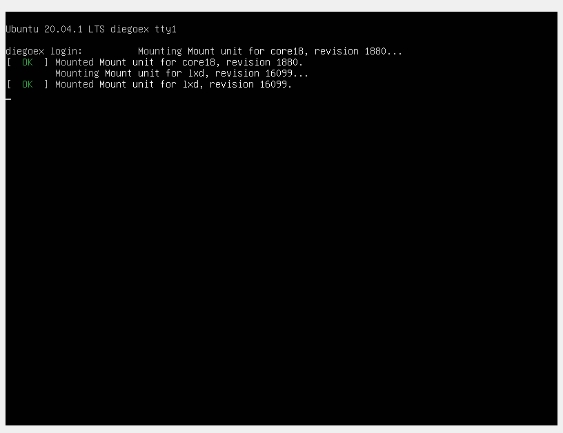 Ubuntu 20.04.1 LTS diegoex tty1
diegoex login:          Mounting Mount unit for core18, revision 1880...
[  OK  ] Mounted Mount unit for core18, revision 1880.
         Mounting Mount unit for lxd, revision 16099...
[  OK  ] Mounted Mount unit for lxd, revision 16099.